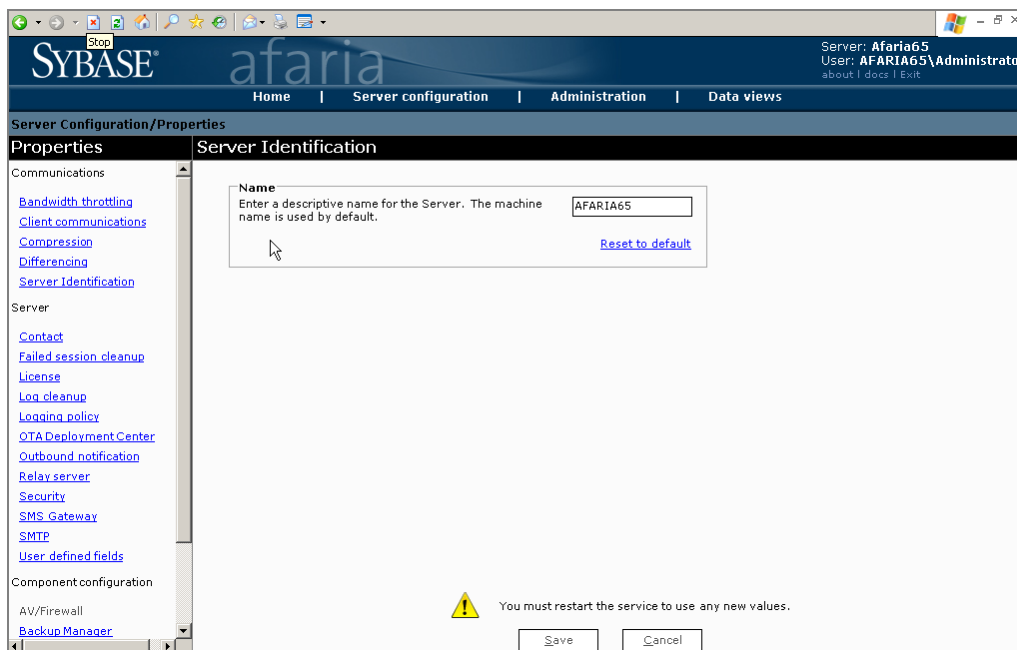 Stop
SYBASE®
afaria
Server: Afaria65
User: AFARIA65\Administrato
about | docs | Exit
Home | Server configuration | Administration | Data views
Server Configuration/Properties
Properties
Server Identification
Communications
Bandwidth throttling
Client communications
Compression
Differencing
Server Identification
Server
Contact
Failed session cleanup
License
Log cleanup
Logging policy
OTA Deployment Center
Outbound notification
Relay server
Security
SMS Gateway
SMTP
User defined fields
Component configuration
AV/Firewall
Backup Manager
Name
Enter a descriptive name for the Server. The machine
name is used by default.
AFARIA65
Reset to default
You must restart the service to use any new values.
Save
Cancel